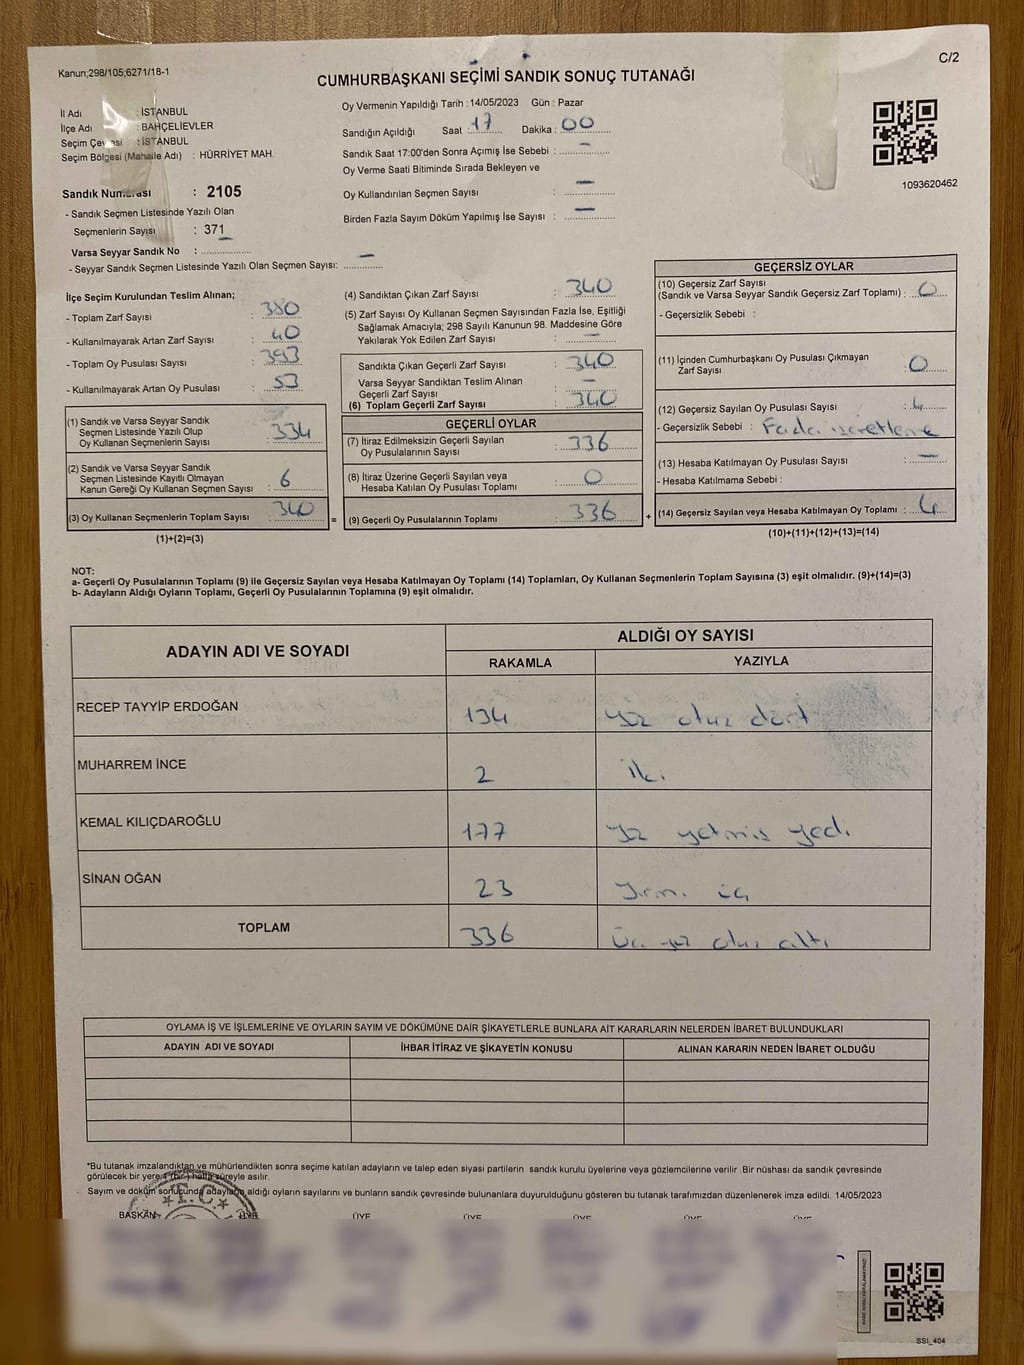 Kanun;298/105;6271/18-1
C/2
CUMHURBAŞKANI SEÇİMİ SANDIK SONUÇ TUTANAĞI
İl Adı : İSTANBUL
İlçe Adı : BAHÇELİEVLER
Seçim Çevresi : İSTANBUL
Seçim Bölgesi (Mahalle Adı) : HÜRRİYET MAH.
Sandık Numarası : 2105
- Sandık Seçmen Listesinde Yazılı Olan
Seçmenlerin Sayısı : 371
Varsa Seyyar Sandık No : —
- Seyyar Sandık Seçmen Listesinde Yazılı Olan Seçmen Sayısı:
Oy Vermenin Yapıldığı Tarih : 14/05/2023 Gün : Pazar
Sandığın Açıldığı Saat : 17 Dakika : 00
Sandık Saat 17:00'den Sonra Açımış İse Sebebi : —
Oy Verme Saati Bitiminde Sırada Bekleyen ve
Oy Kullandırılan Seçmen Sayısı : —
Birden Fazla Sayım Döküm Yapılmış İse Sayısı : —
1093620462
İlçe Seçim Kurulundan Teslim Alınan;
- Toplam Zarf Sayısı : 380
- Kullanılmayarak Artan Zarf Sayısı : 40
- Toplam Oy Pusulası Sayısı : 393
- Kullanılmayarak Artan Oy Pusulası : 53
(1) Sandık ve Varsa Seyyar Sandık
Seçmen Listesinde Yazılı Olup
Oy Kullanan Seçmenlerin Sayısı : 334
(2) Sandık ve Varsa Seyyar Sandık
Seçmen Listesinde Kayıtlı Olmayan
Kanun Gereği Oy Kullanan Seçmen Sayısı : 6
(3) Oy Kullanan Seçmenlerin Toplam Sayısı : 340
(1)+(2)=(3)
(4) Sandıktan Çıkan Zarf Sayısı : 340
(5) Zarf Sayısı Oy Kullanan Seçmen Sayısından Fazla İse, Eşitliği
Sağlamak Amacıyla; 298 Sayılı Kanunun 98. Maddesine Göre
Yakılarak Yok Edilen Zarf Sayısı : —
Sandıkta Çıkan Geçerli Zarf Sayısı : 340
Varsa Seyyar Sandıktan Teslim Alınan
Geçerli Zarf Sayısı : —
(6) Toplam Geçerli Zarf Sayısı : 340
GEÇERLİ OYLAR
(7) İtiraz Edilmeksizin Geçerli Sayılan
Oy Pusulalarının Sayısı : 336
(8) İtiraz Üzerine Geçerli Sayılan veya
Hesaba Katılan Oy Pusulası Toplamı : 0
= (9) Geçerli Oy Pusulalarının Toplamı : 336
GEÇERSİZ OYLAR
(10) Geçersiz Zarf Sayısı
(Sandık ve Varsa Seyyar Sandık Geçersiz Zarf Toplamı) : 0
- Geçersizlik Sebebi :
(11) İçinden Cumhurbaşkanı Oy Pusulası Çıkmayan
Zarf Sayısı : 0
(12) Geçersiz Sayılan Oy Pusulası Sayısı : 4
- Geçersizlik Sebebi : işaretleme
(13) Hesaba Katılmayan Oy Pusulası Sayısı : —
- Hesaba Katılmama Sebebi :
+ (14) Geçersiz Sayılan veya Hesaba Katılmayan Oy Toplamı : 4
(10)+(11)+(12)+(13)=(14)
NOT:
a- Geçerli Oy Pusulalarının Toplamı (9) ile Geçersiz Sayılan veya Hesaba Katılmayan Oy Toplamı (14) Toplamları, Oy Kullanan Seçmenlerin Toplam Sayısına (3) eşit olmalıdır. (9)+(14)=(3)
b- Adayların Aldığı Oyların Toplamı, Geçerli Oy Pusulalarının Toplamına (9) eşit olmalıdır.
ADAYIN ADI VE SOYADI ALDIĞI OY SAYISI
RAKAMLA YAZIYLA
RECEP TAYYİP ERDOĞAN 134 yüz otuz dört
MUHARREM İNCE 2 iki
KEMAL KILIÇDAROĞLU 177 yüz yetmiş yedi
SİNAN OĞAN 23 yirmi üç
TOPLAM 336 üç yüz otuz altı
OYLAMA İŞ VE İŞLEMLERİNE VE OYLARIN SAYIM VE DÖKÜMÜNE DAİR ŞİKAYETLERLE BUNLARA AİT KARARLARIN NELERDEN İBARET BULUNDUKLARI
ADAYIN ADI VE SOYADI İHBAR İTİRAZ VE ŞİKAYETİN KONUSU ALINAN KARARIN NEDEN İBARET OLDUĞU
*Bu tutanak imzalandıktan ve mühürlendikten sonra seçime katılan adayların ve talep eden siyasi partilerin sandık kurulu üyelerine veya gözlemcilerine verilir. Bir nüshası da sandık çevresinde
görülecek bir yere 1 (bir) hafta süreyle asılır.
Sayım ve döküm sonucunda adayların aldığı oyların sayılarını ve bunların sandık çevresinde bulunanlara duyurulduğunu gösteren bu tutanak tarafımızdan düzenlenerek imza edildi. 14/05/2023
T.C.
BAŞKAN ÜYE ÜYE ÜYE ÜYE ÜYE ÜYE
SSI_404